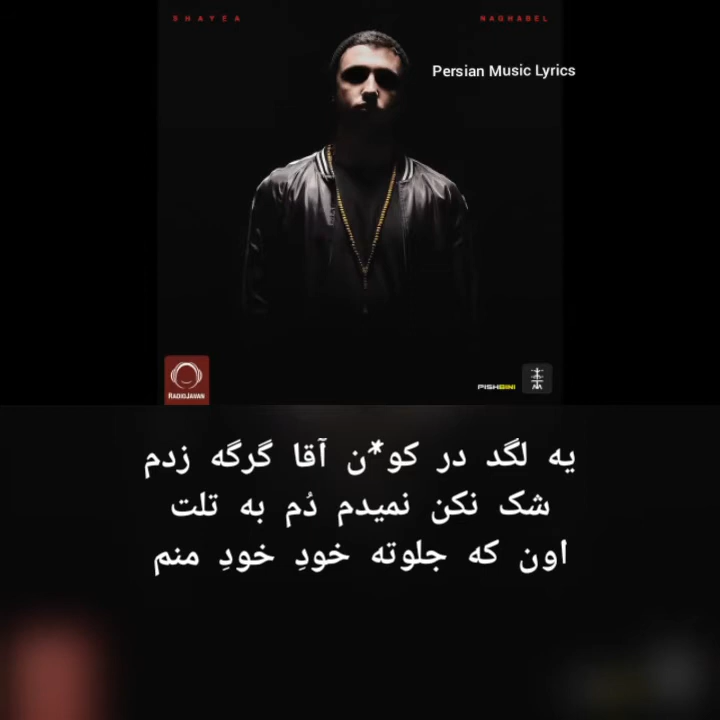 SHAYEA
NAGHABEL
Persian Music Lyrics
RADIOJAVAN
PISHBINI
یه لگد در کو*ن آقا گرگه زدم
شک نکن نمیدم دُم به تلت
اون که جلوته خودِ خودِ منم